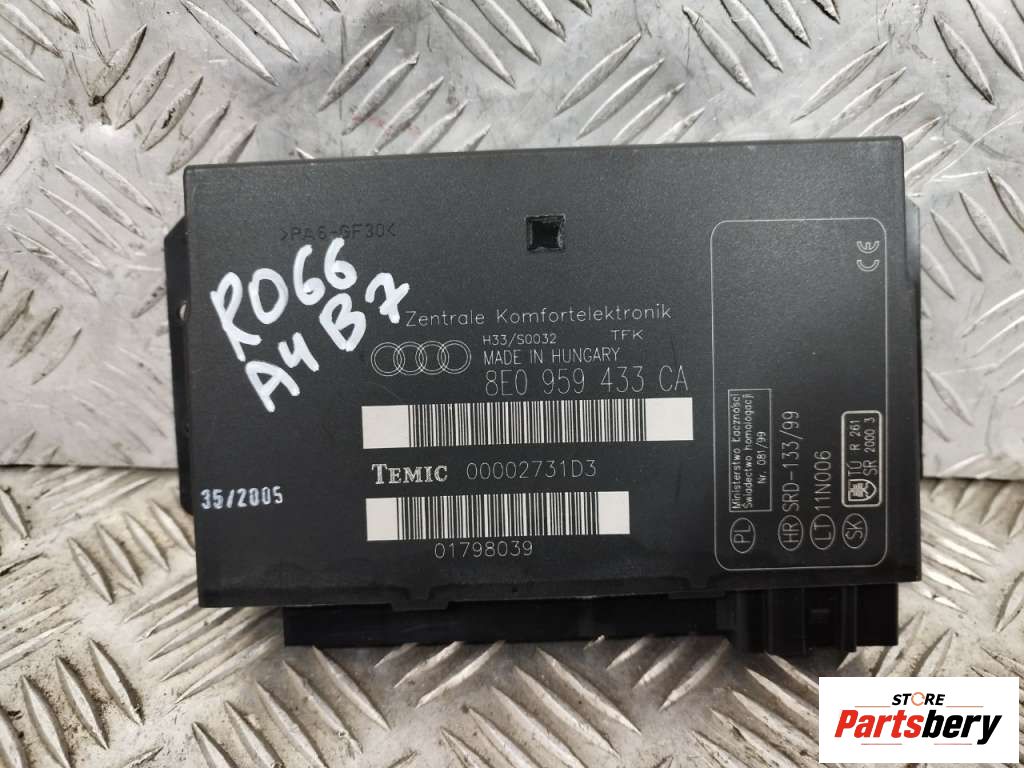 >PA6-GF30<
R066
A4 B7
Zentrale Komfortelektronik
H33/S0032 TFK
MADE IN HUNGARY
8E0 959 433 CA
TEMIC 00002731D3
35/2005
01798039
CE
Ministerstwo Łączności
Świadectwo homologacji
Nr. 081/99
PL
HR SRD-133/99
LT 11N006
SK TÚ R 261
SR 2000 3
STORE
Partsbery